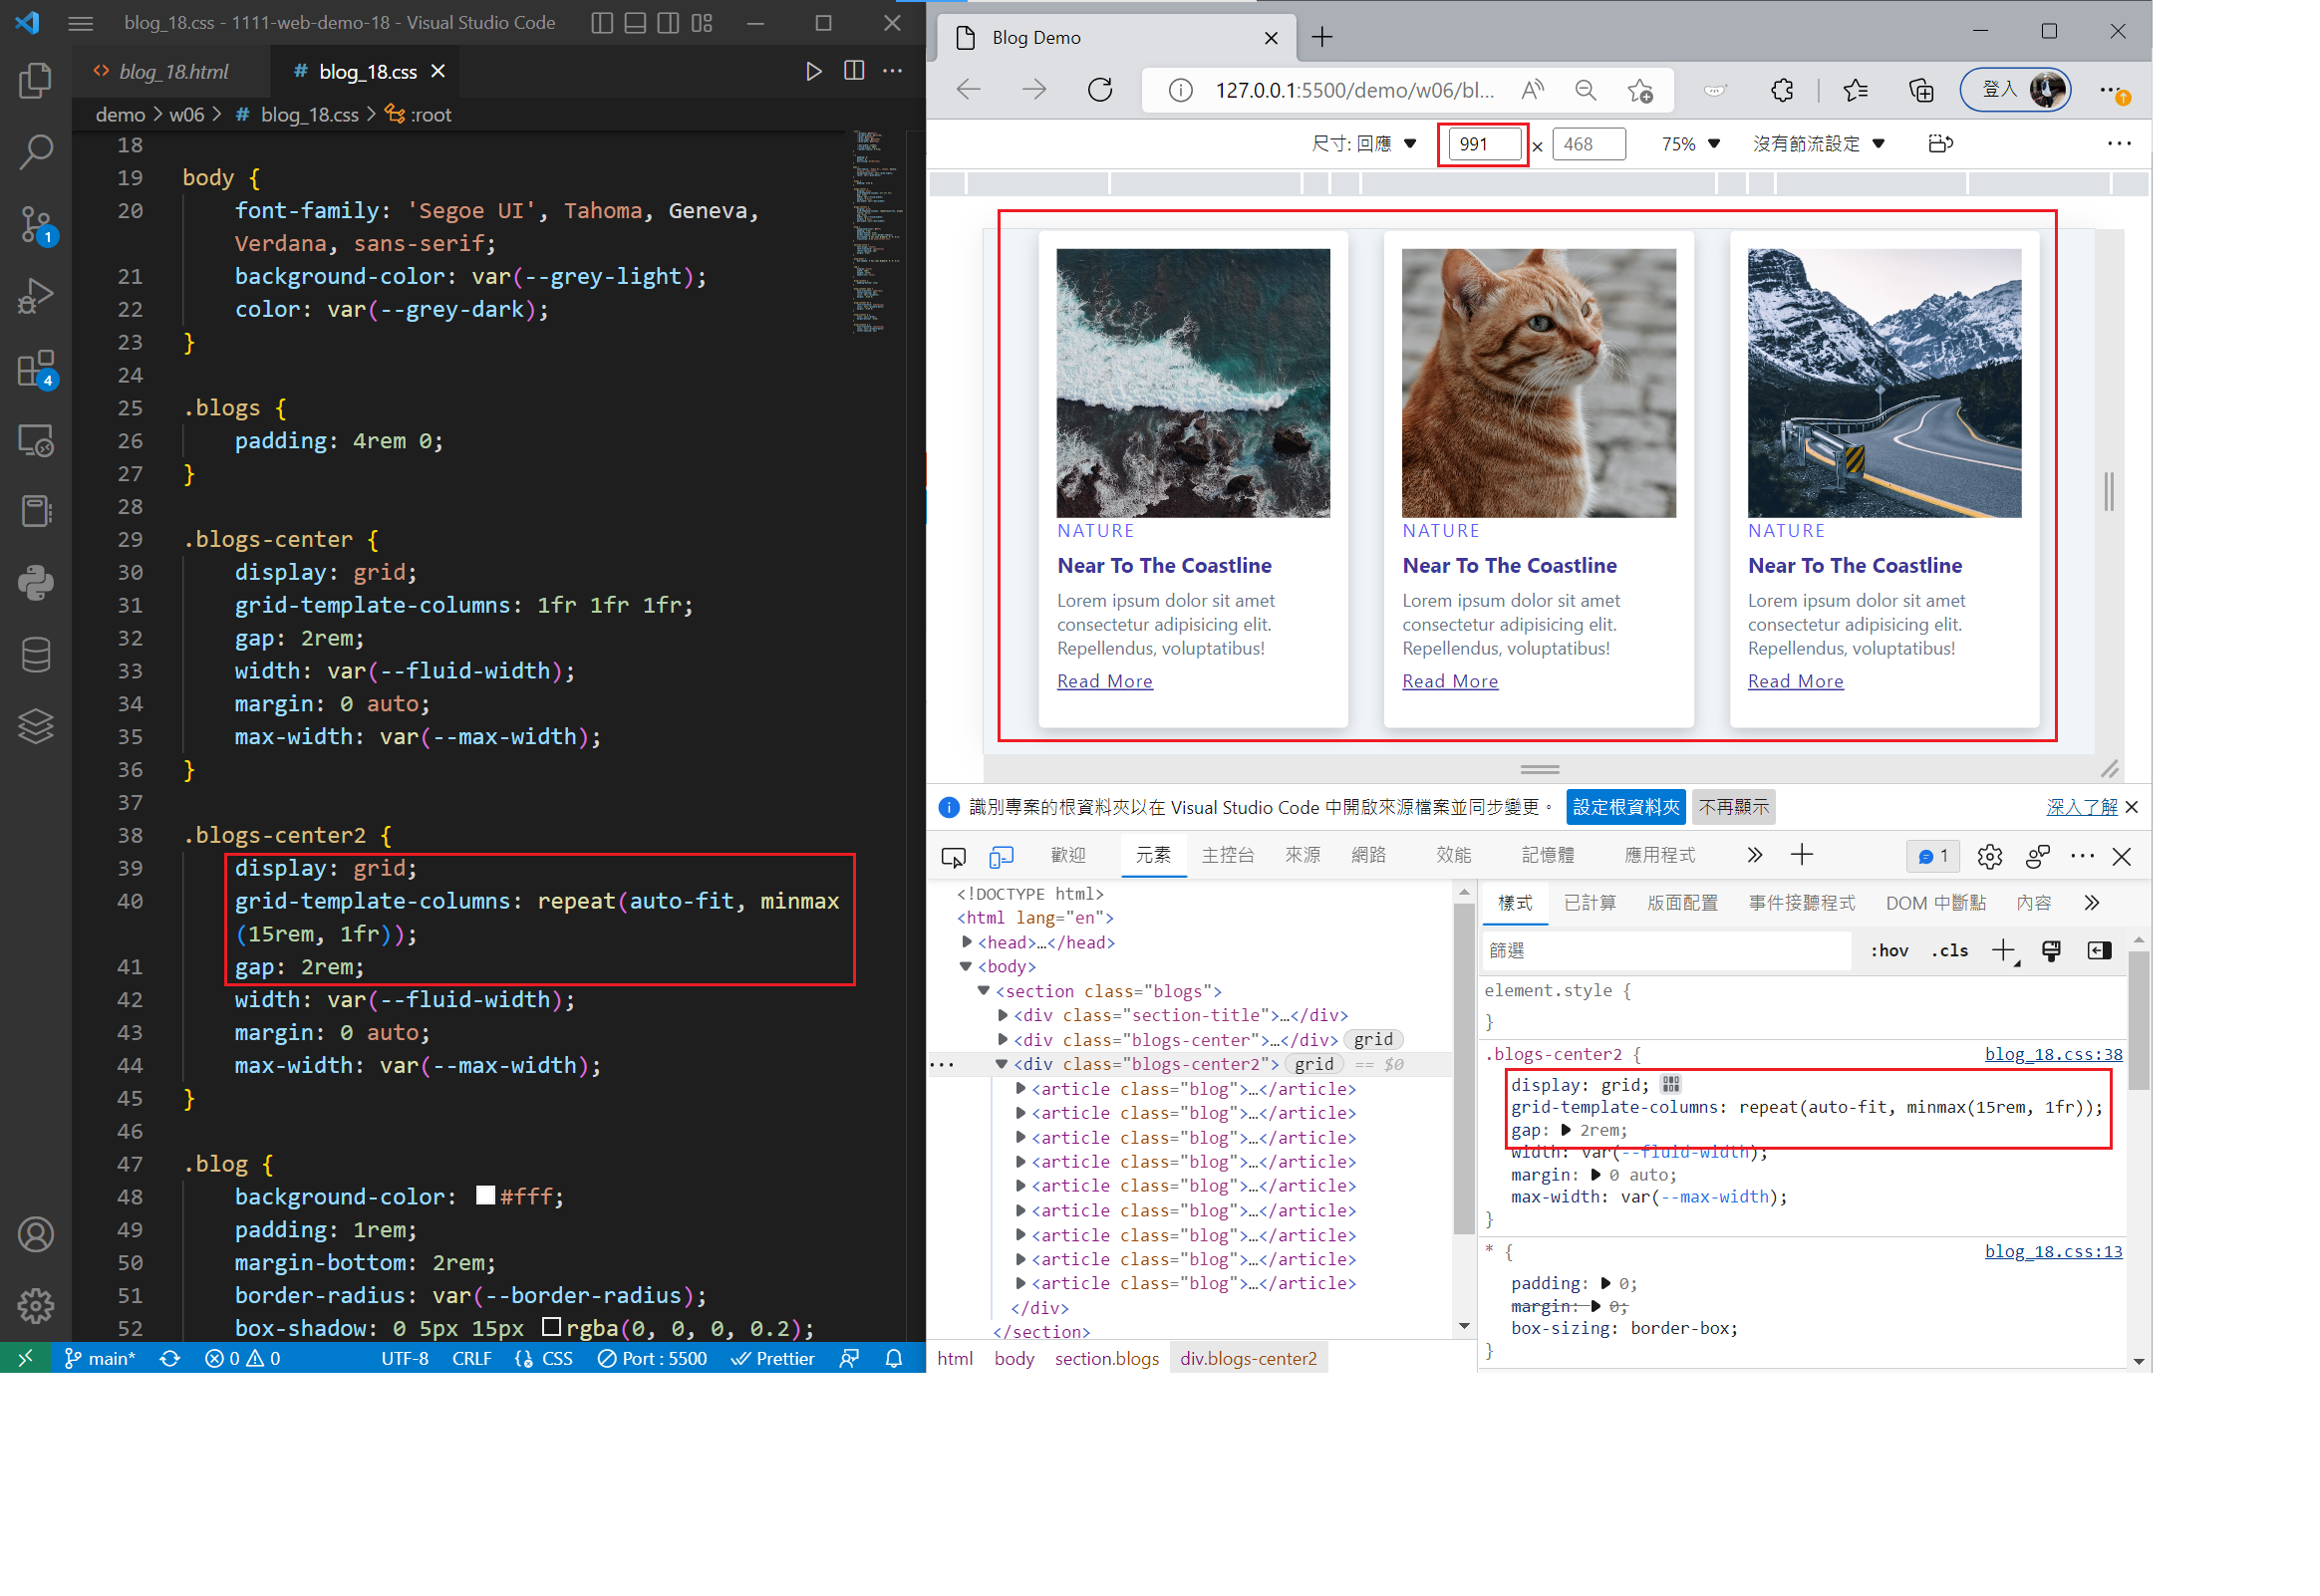 blog_18.css - 1111-web-demo-18 - Visual Studio Code
blog_18.html
# blog_18.css
demo > w06 > # blog_18.css > :root
18
19 body {
20 font-family: 'Segoe UI', Tahoma, Geneva,
Verdana, sans-serif;
21 background-color: var(--grey-light);
22 color: var(--grey-dark);
23 }
24
25 .blogs {
26 padding: 4rem 0;
27 }
28
29 .blogs-center {
30 display: grid;
31 grid-template-columns: 1fr 1fr 1fr;
32 gap: 2rem;
33 width: var(--fluid-width);
34 margin: 0 auto;
35 max-width: var(--max-width);
36 }
37
38 .blogs-center2 {
39 display: grid;
40 grid-template-columns: repeat(auto-fit, minmax
(15rem, 1fr));
41 gap: 2rem;
42 width: var(--fluid-width);
43 margin: 0 auto;
44 max-width: var(--max-width);
45 }
46
47 .blog {
48 background-color: #fff;
49 padding: 1rem;
50 margin-bottom: 2rem;
51 border-radius: var(--border-radius);
52 box-shadow: 0 5px 15px rgba(0, 0, 0, 0.2);
1
4
main* 0 0 UTF-8 CRLF CSS Port : 5500 Prettier
Blog Demo
127.0.0.1:5500/demo/w06/bl...
登入
尺寸: 回應 991 × 468 75% 沒有節流設定
NATURE
Near To The Coastline
Lorem ipsum dolor sit amet
consectetur adipisicing elit.
Repellendus, voluptatibus!
Read More
NATURE
Near To The Coastline
Lorem ipsum dolor sit amet
consectetur adipisicing elit.
Repellendus, voluptatibus!
Read More
NATURE
Near To The Coastline
Lorem ipsum dolor sit amet
consectetur adipisicing elit.
Repellendus, voluptatibus!
Read More
識別專案的根資料夾以在 Visual Studio Code 中開啟來源檔案並同步變更。 設定根資料夾 不再顯示 深入了解
歡迎 元素 主控台 來源 網路 效能 記憶體 應用程式 1
<!DOCTYPE html>
<html lang="en">
<head>…</head>
<body>
<section class="blogs">
<div class="section-title">…</div>
<div class="blogs-center">…</div> grid
<div class="blogs-center2"> grid == $0
<article class="blog">…</article>
<article class="blog">…</article>
<article class="blog">…</article>
<article class="blog">…</article>
<article class="blog">…</article>
<article class="blog">…</article>
<article class="blog">…</article>
<article class="blog">…</article>
<article class="blog">…</article>
</div>
</section>
html body section.blogs div.blogs-center2
樣式 已計算 版面配置 事件接聽程式 DOM 中斷點 內容
篩選 :hov .cls
element.style {
}
.blogs-center2 { blog_18.css:38
display: grid;
grid-template-columns: repeat(auto-fit, minmax(15rem, 1fr));
gap: 2rem;
width: var(--fluid-width);
margin: 0 auto;
max-width: var(--max-width);
}
* { blog_18.css:13
padding: 0;
margin: 0;
box-sizing: border-box;
}